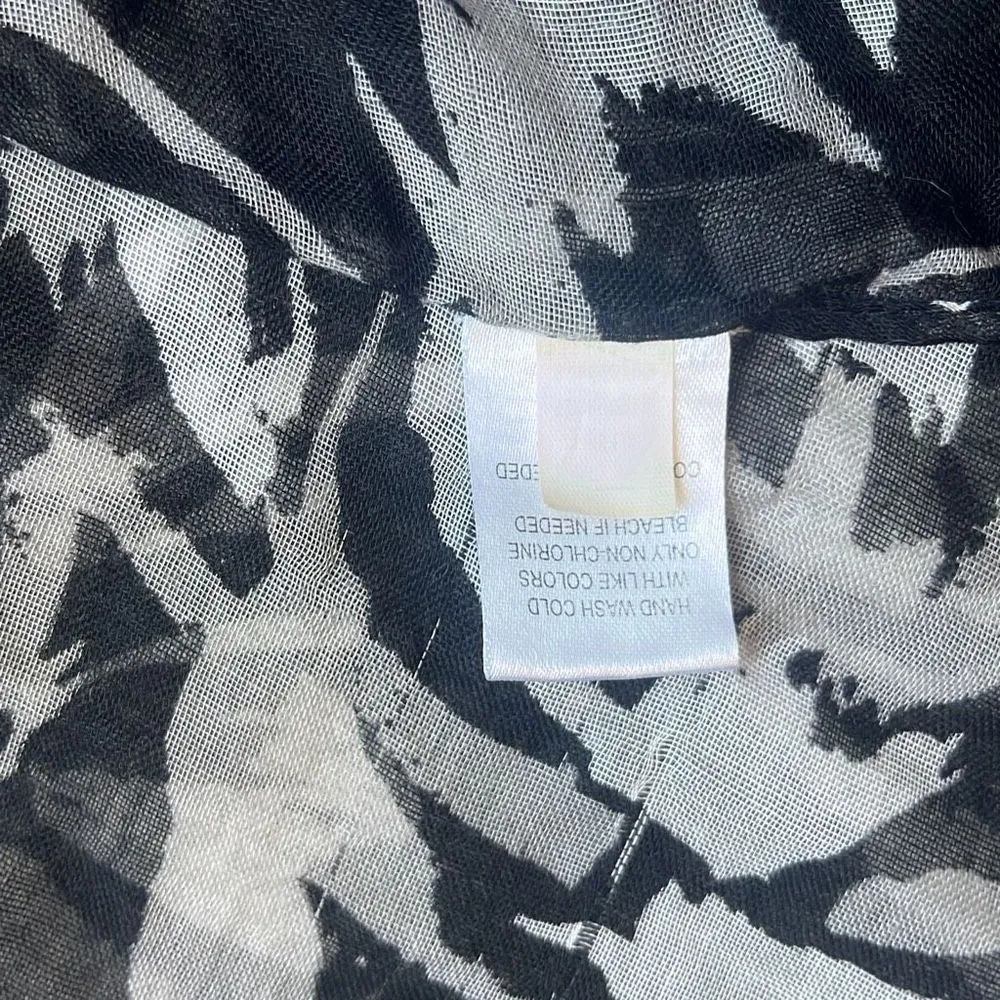 HAND WASH COLD
WITH LIKE COLORS
ONLY NON-CHLORINE
BLEACH IF NEEDED